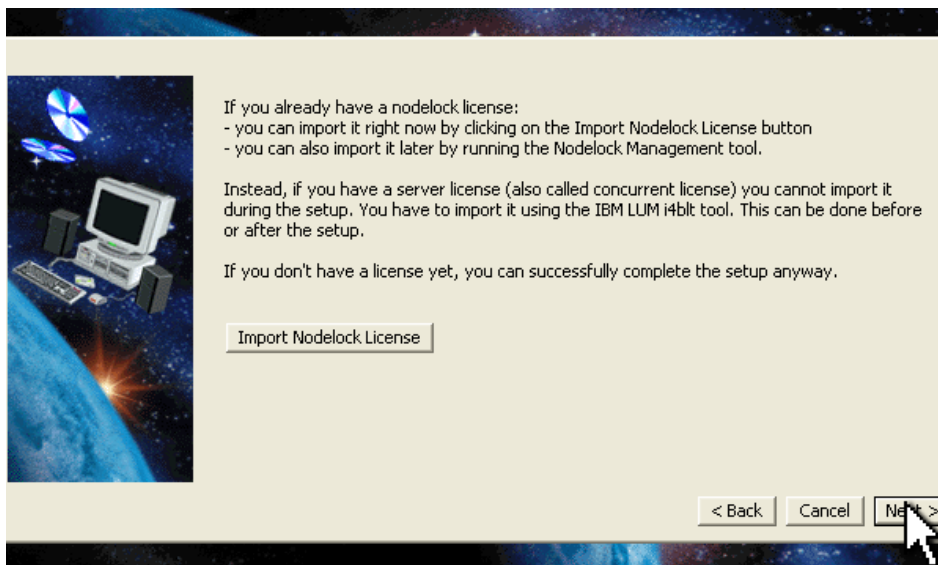 If you already have a nodelock license:
- you can import it right now by clicking on the Import Nodelock License button
- you can also import it later by running the Nodelock Management tool.
Instead, if you have a server license (also called concurrent license) you cannot import it
during the setup. You have to import it using the IBM LUM i4blt tool. This can be done before
or after the setup.
If you don't have a license yet, you can successfully complete the setup anyway.
Import Nodelock License
< Back Cancel Next >